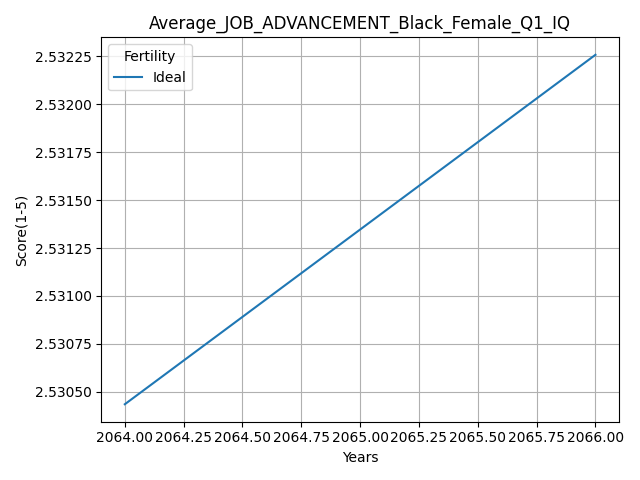 Average_JOB_ADVANCEMENT_Black_Female_Q1_IQ
Fertility
Ideal
Score(1-5)
2.53225
2.53200
2.53175
2.53150
2.53125
2.53100
2.53075
2.53050
2064.00 2064.25 2064.50 2064.75 2065.00 2065.25 2065.50 2065.75 2066.00
Years